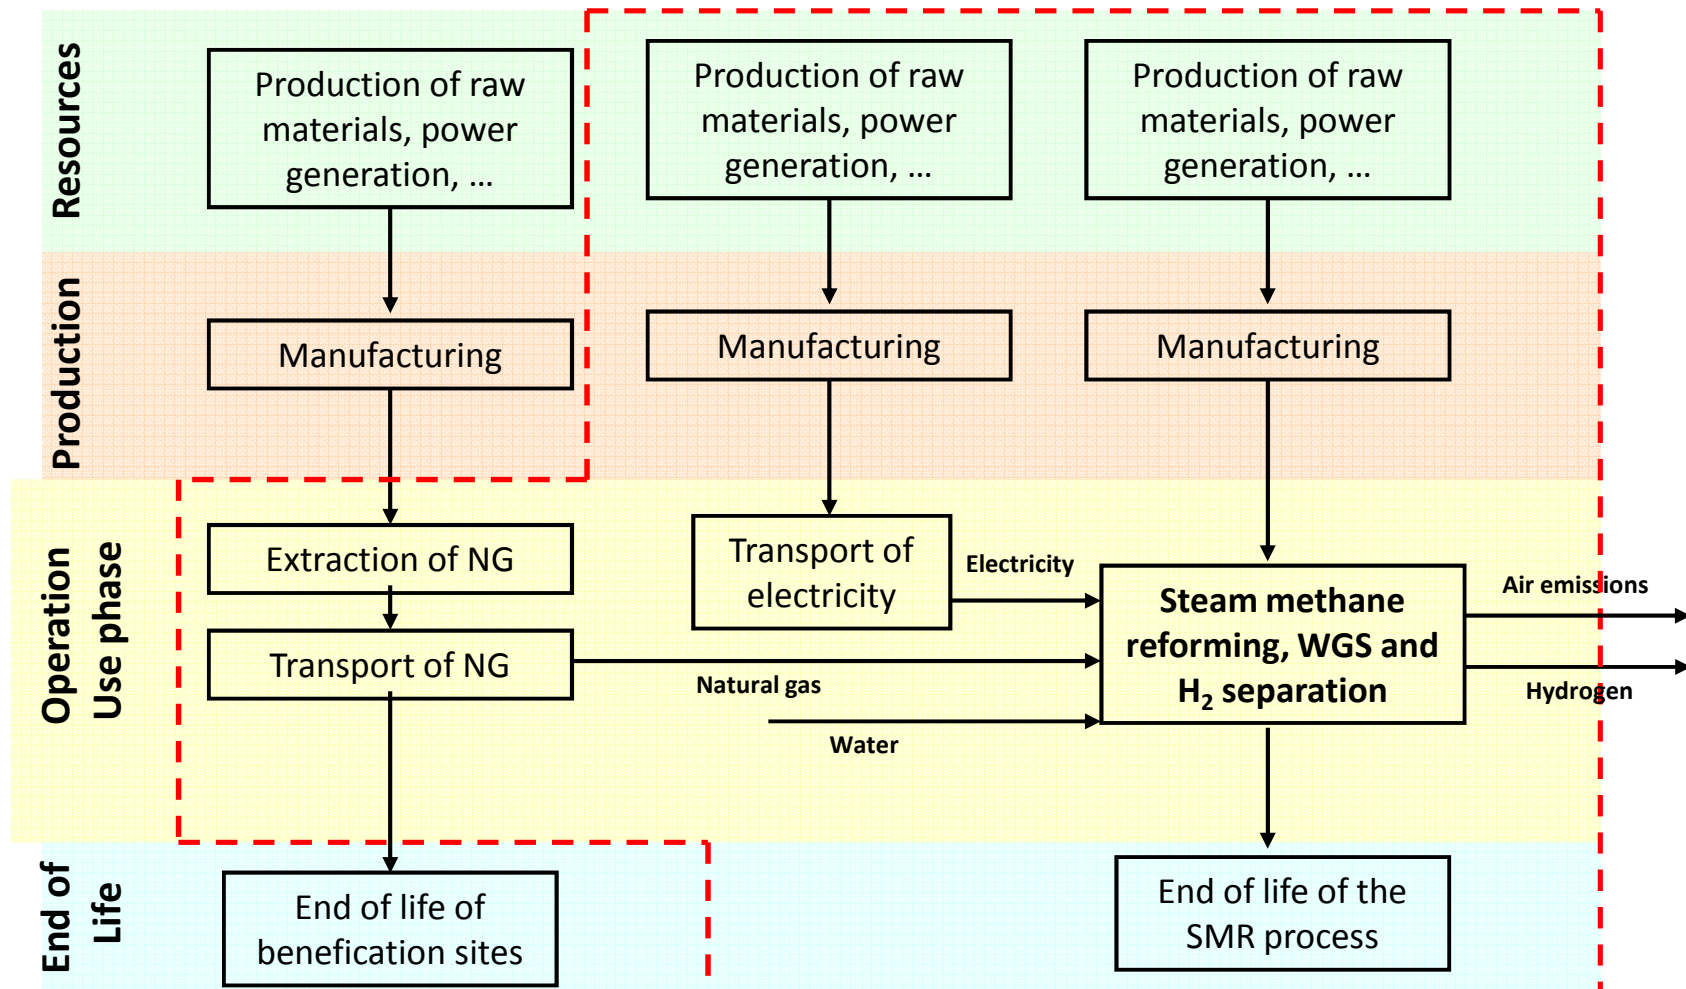 Resources
Production of raw
materials, power
generation, ...
Production of raw
materials, power
generation, ...
Production of raw
materials, power
generation, ...
Production
Manufacturing
Manufacturing
Manufacturing
Operation
Use phase
Extraction of NG
Transport of NG
Transport of
electricity
Electricity
Natural gas
Water
Steam methane
reforming, WGS and
H₂ separation
Air emissions
Hydrogen
End of
Life
End of life of
benefication sites
End of life of the
SMR process